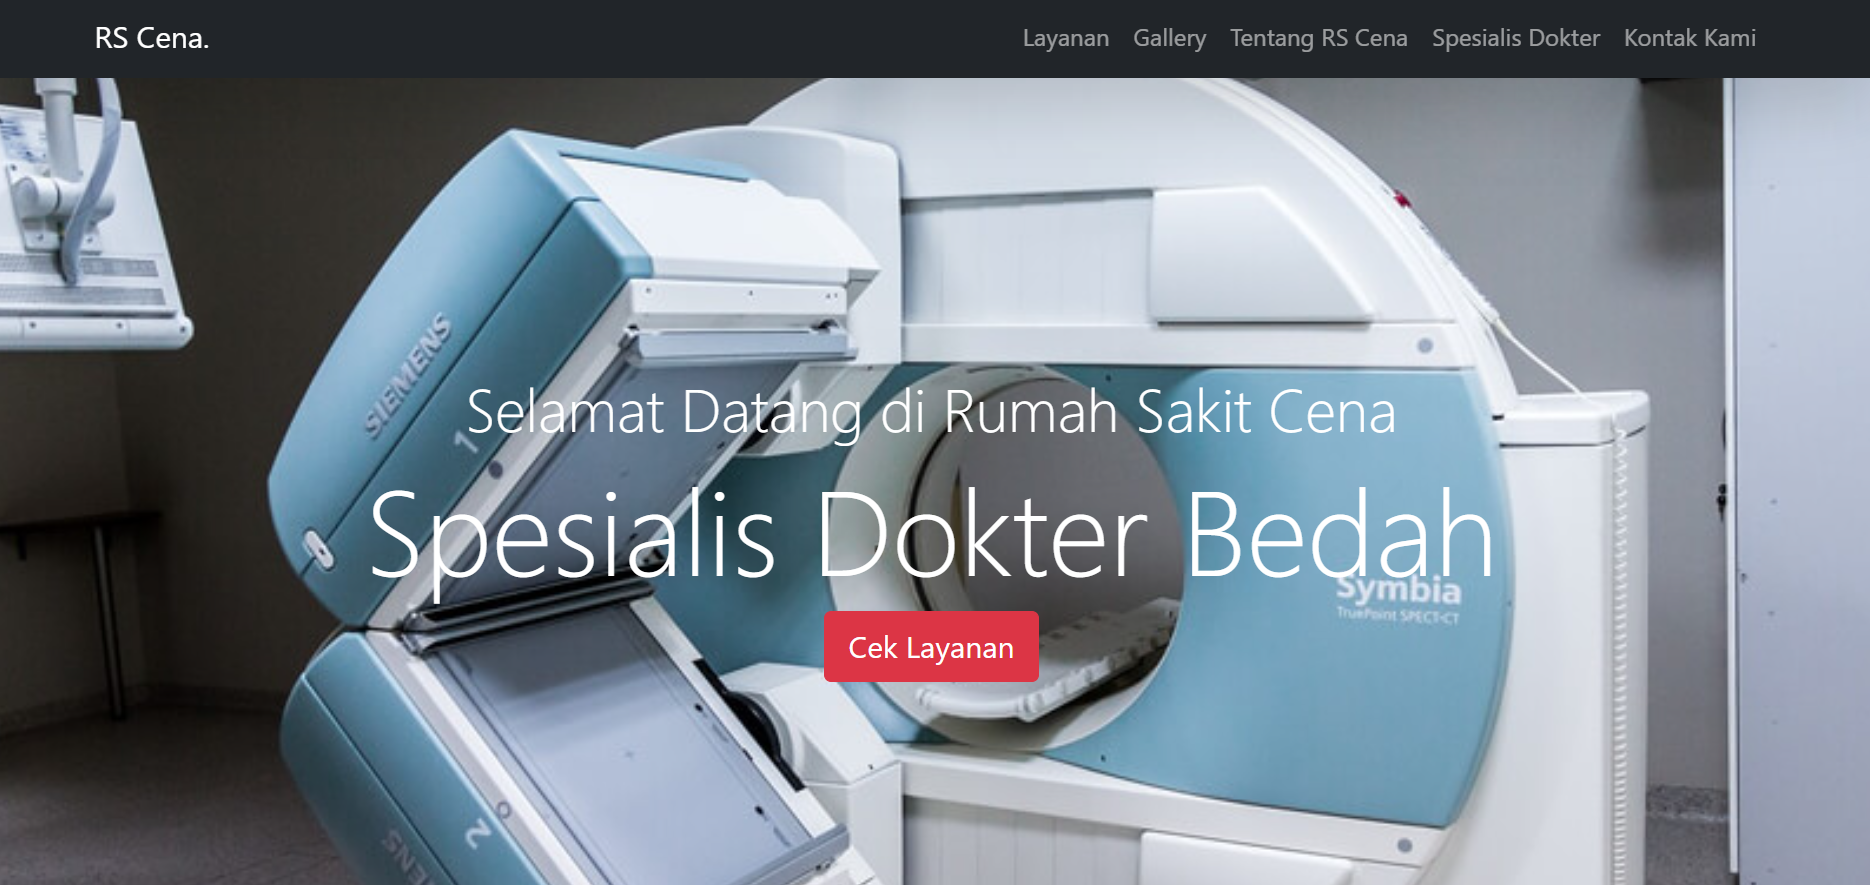 RS Cena.
Layanan Gallery Tentang RS Cena Spesialis Dokter Kontak Kami
SIEMENS
1
Selamat Datang di Rumah Sakit Cena
Spesialis Dokter Bedah
Symbia
TruePoint SPECT•CT
Cek Layanan
2